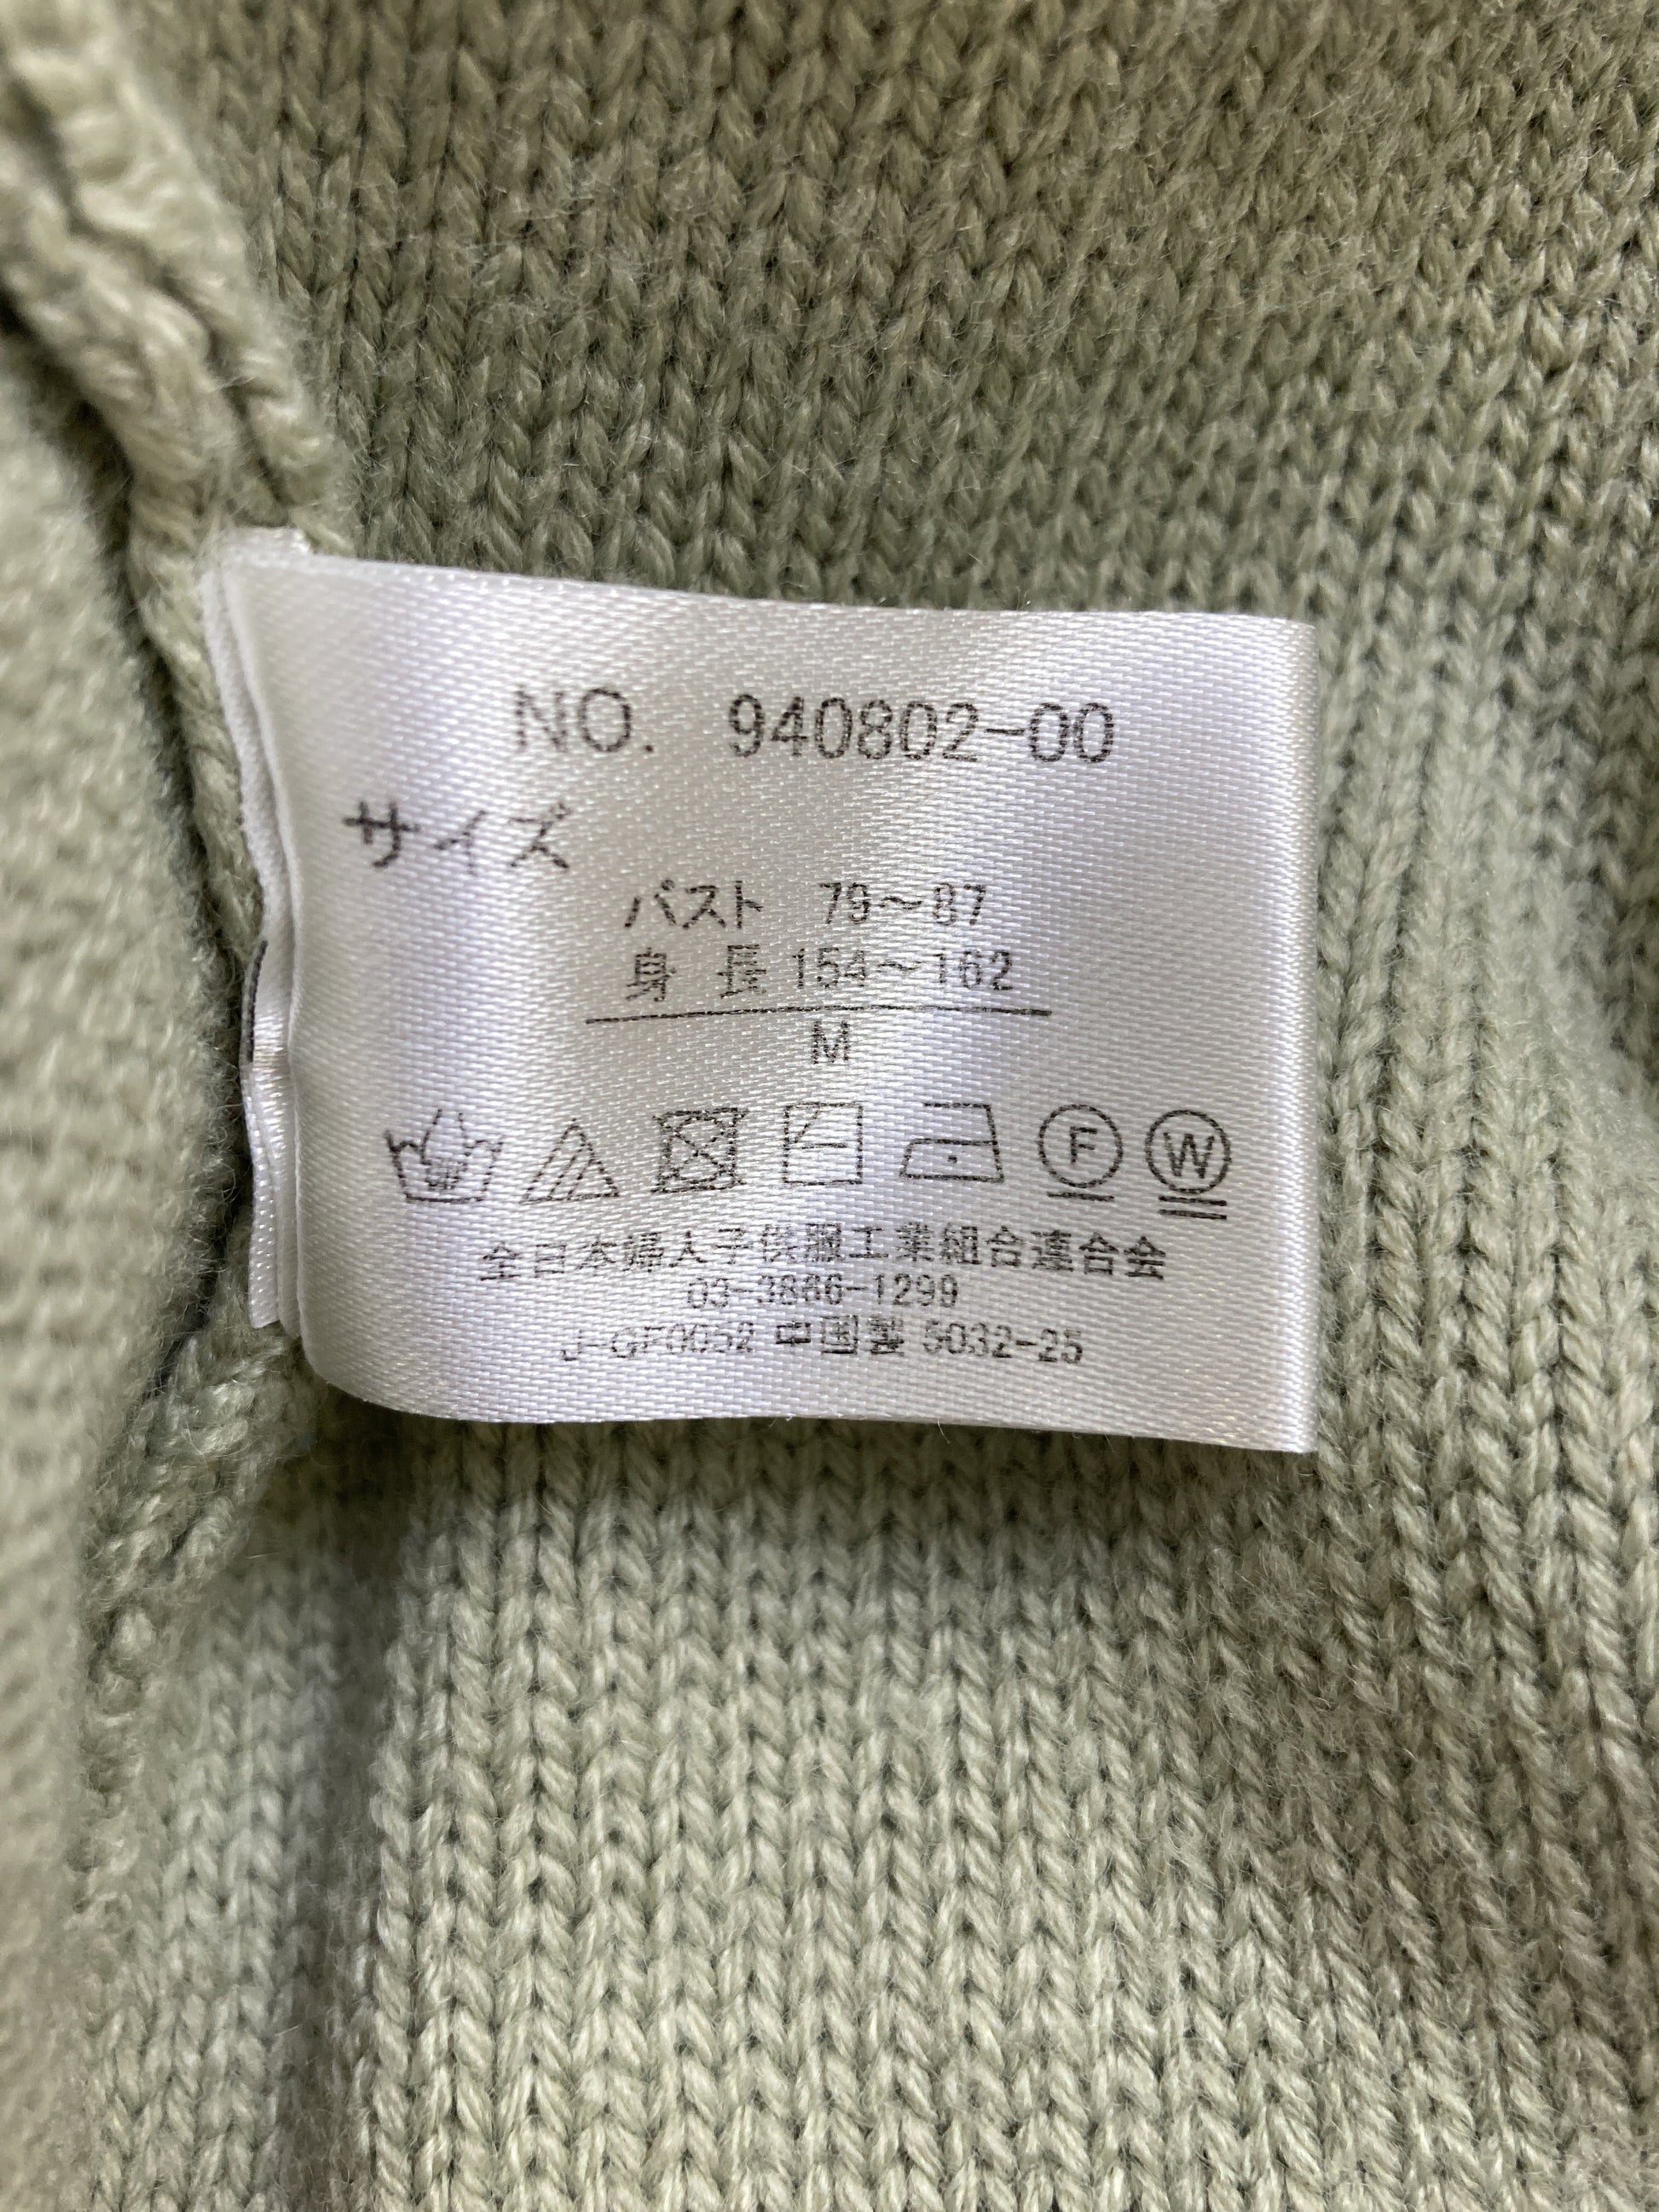 NO. 940802-00
サイズ
バスト 79～87
身長 154～162
M
F W
全日本婦人子供服工業組合連合会
03-3866-1299
J-GF0052 中国製 5032-25